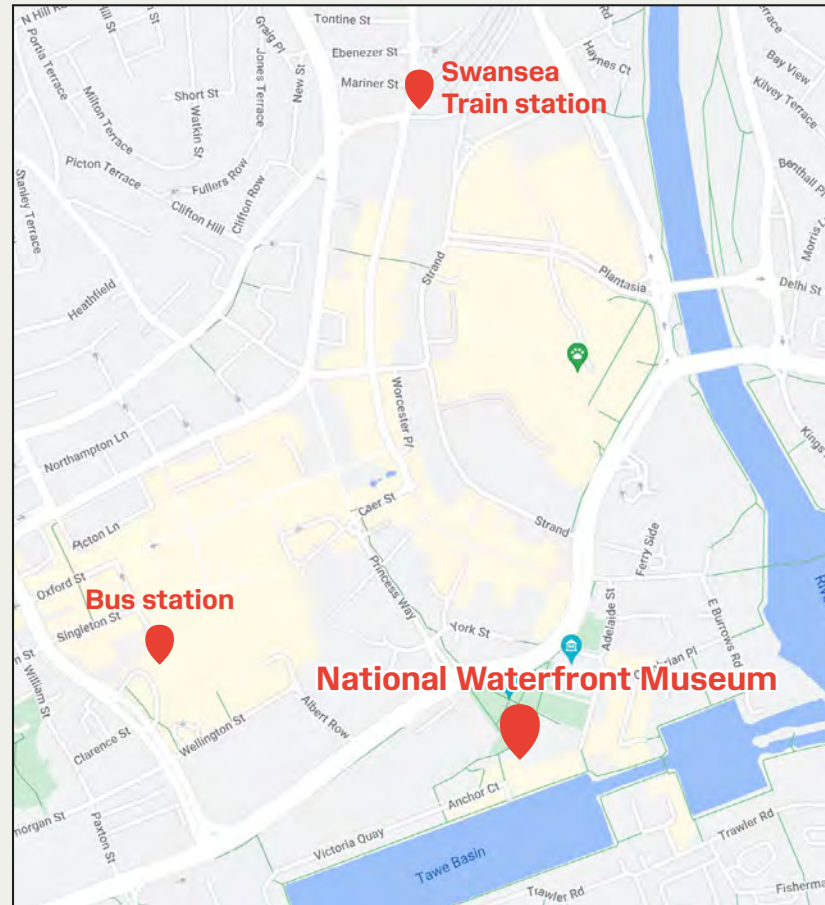 N Hill
Tontine St
Rd
Terrace
Portia Terrace
Graig Pl
Jones Terrace
New St
Ebenezer St
Haynes Ct
Bay View
Mariner St
Swansea
Train station
Kilvey Terrace
Milton Terrace
Short St
Watkin St
Picton Terrace
Fullers Row
Clifton Row
Clifton Hill
Stanley Terrace
Benthall Pl
Morris L
Strand
Plantasia
Delhi St
Heathfield
Worcester Pl
Kings
Northampton Ln
Caer St
Picton Ln
Strand
Oxford St
Princess Way
Ferry Side
Bus station
Singleton St
York St
Adelaide St
E Burrows Rd
William St
National Waterfront Museum
Albert Row
Clarence St
Wellington St
Anchor Ct
morgan St
Paxton St
Victoria Quay
Trawler Rd
Tawe Basin
Trawler Rd
Fisherma